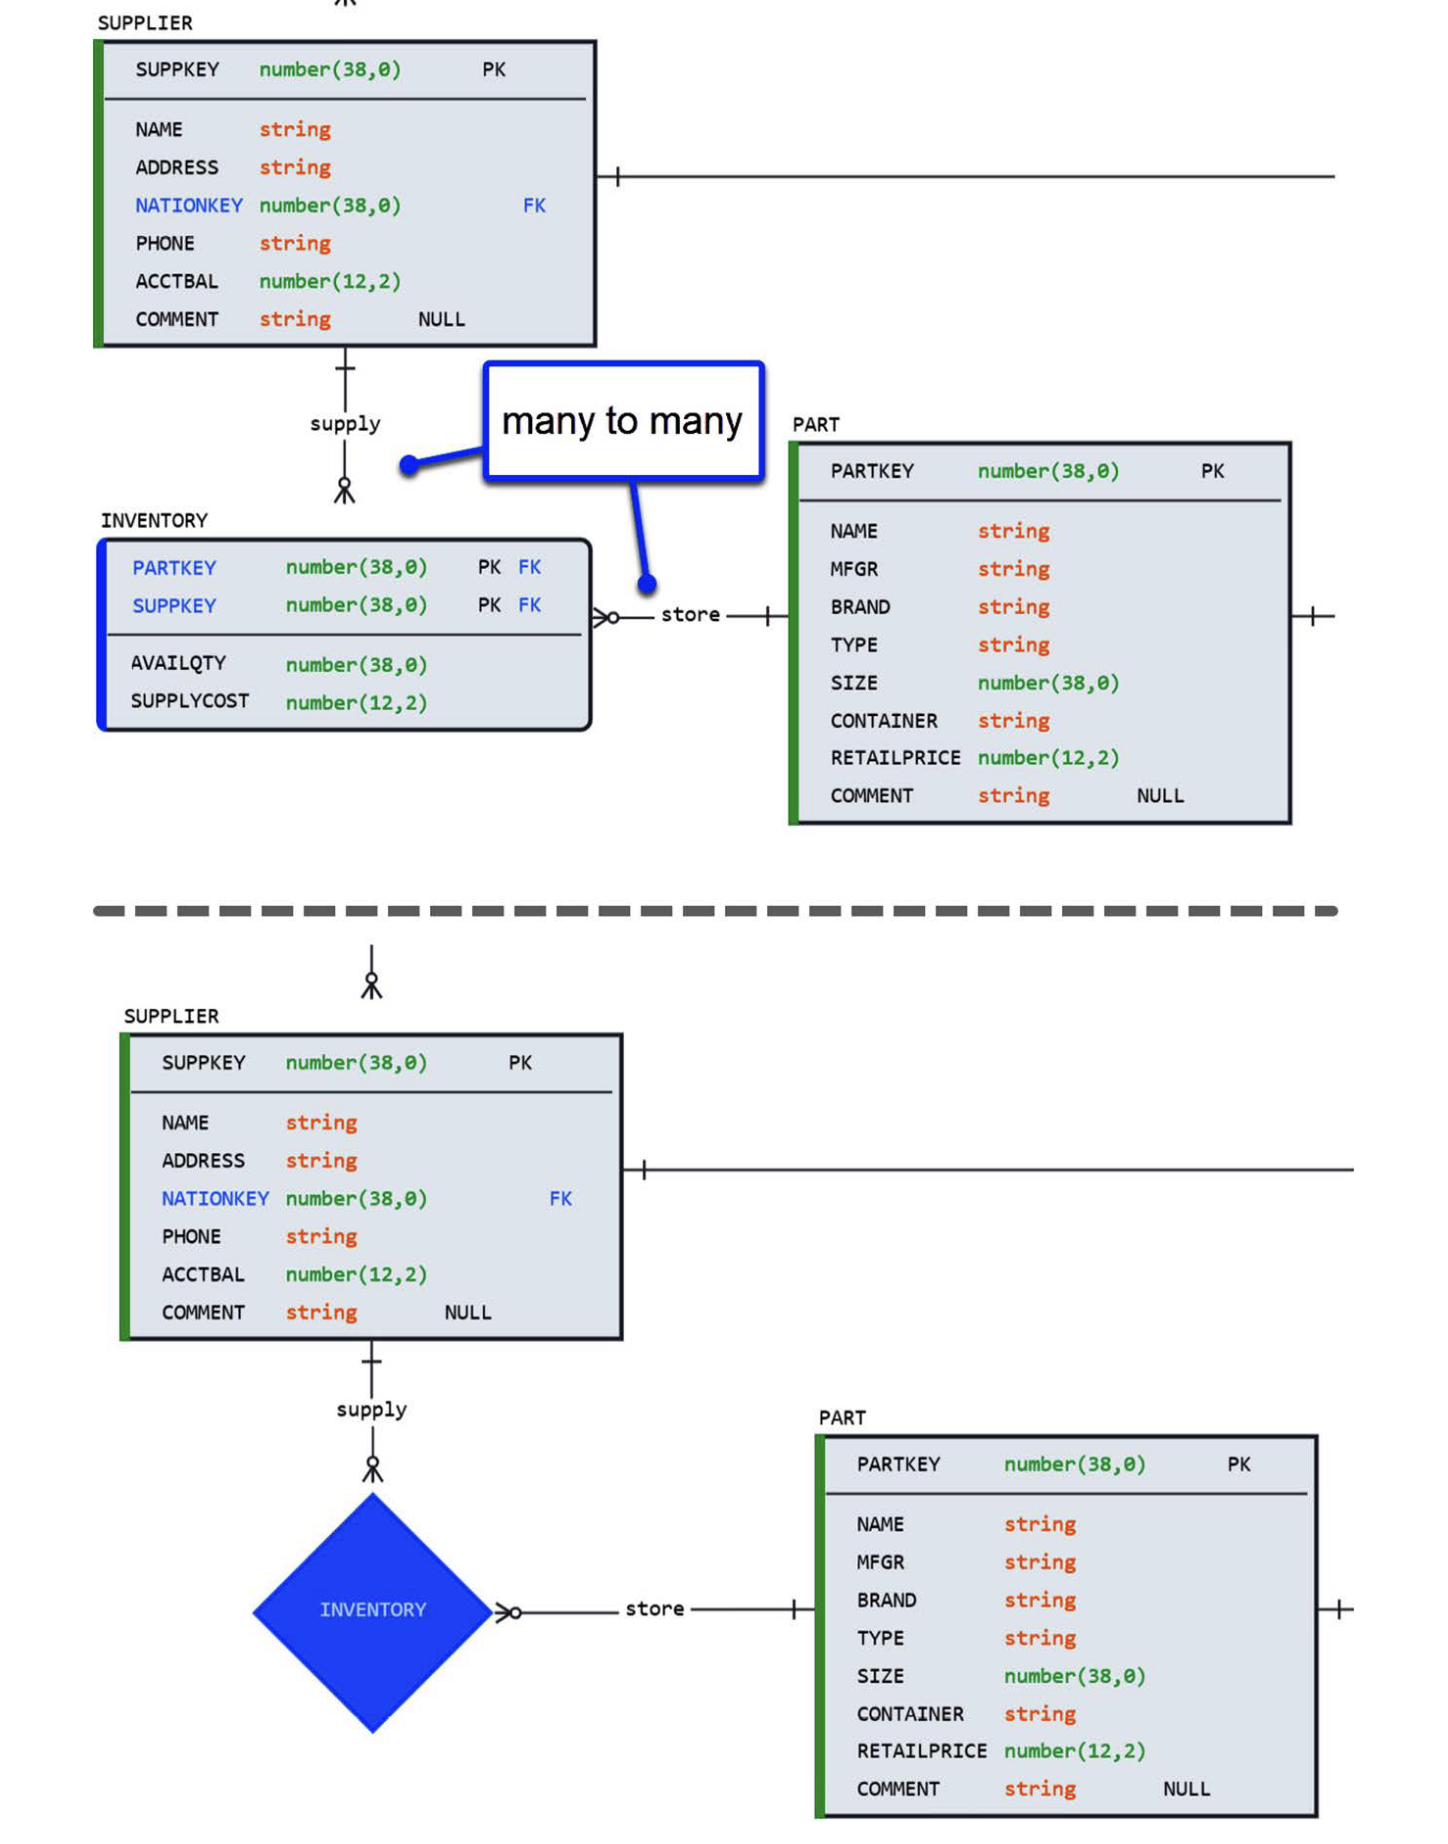 SUPPLIER
SUPPKEY number(38,0) PK
NAME string
ADDRESS string
NATIONKEY number(38,0) FK
PHONE string
ACCTBAL number(12,2)
COMMENT string NULL
supply
many to many
INVENTORY
PARTKEY number(38,0) PK FK
SUPPKEY number(38,0) PK FK
AVAILQTY number(38,0)
SUPPLYCOST number(12,2)
store
PART
PARTKEY number(38,0) PK
NAME string
MFGR string
BRAND string
TYPE string
SIZE number(38,0)
CONTAINER string
RETAILPRICE number(12,2)
COMMENT string NULL
SUPPLIER
SUPPKEY number(38,0) PK
NAME string
ADDRESS string
NATIONKEY number(38,0) FK
PHONE string
ACCTBAL number(12,2)
COMMENT string NULL
supply
INVENTORY
store
PART
PARTKEY number(38,0) PK
NAME string
MFGR string
BRAND string
TYPE string
SIZE number(38,0)
CONTAINER string
RETAILPRICE number(12,2)
COMMENT string NULL